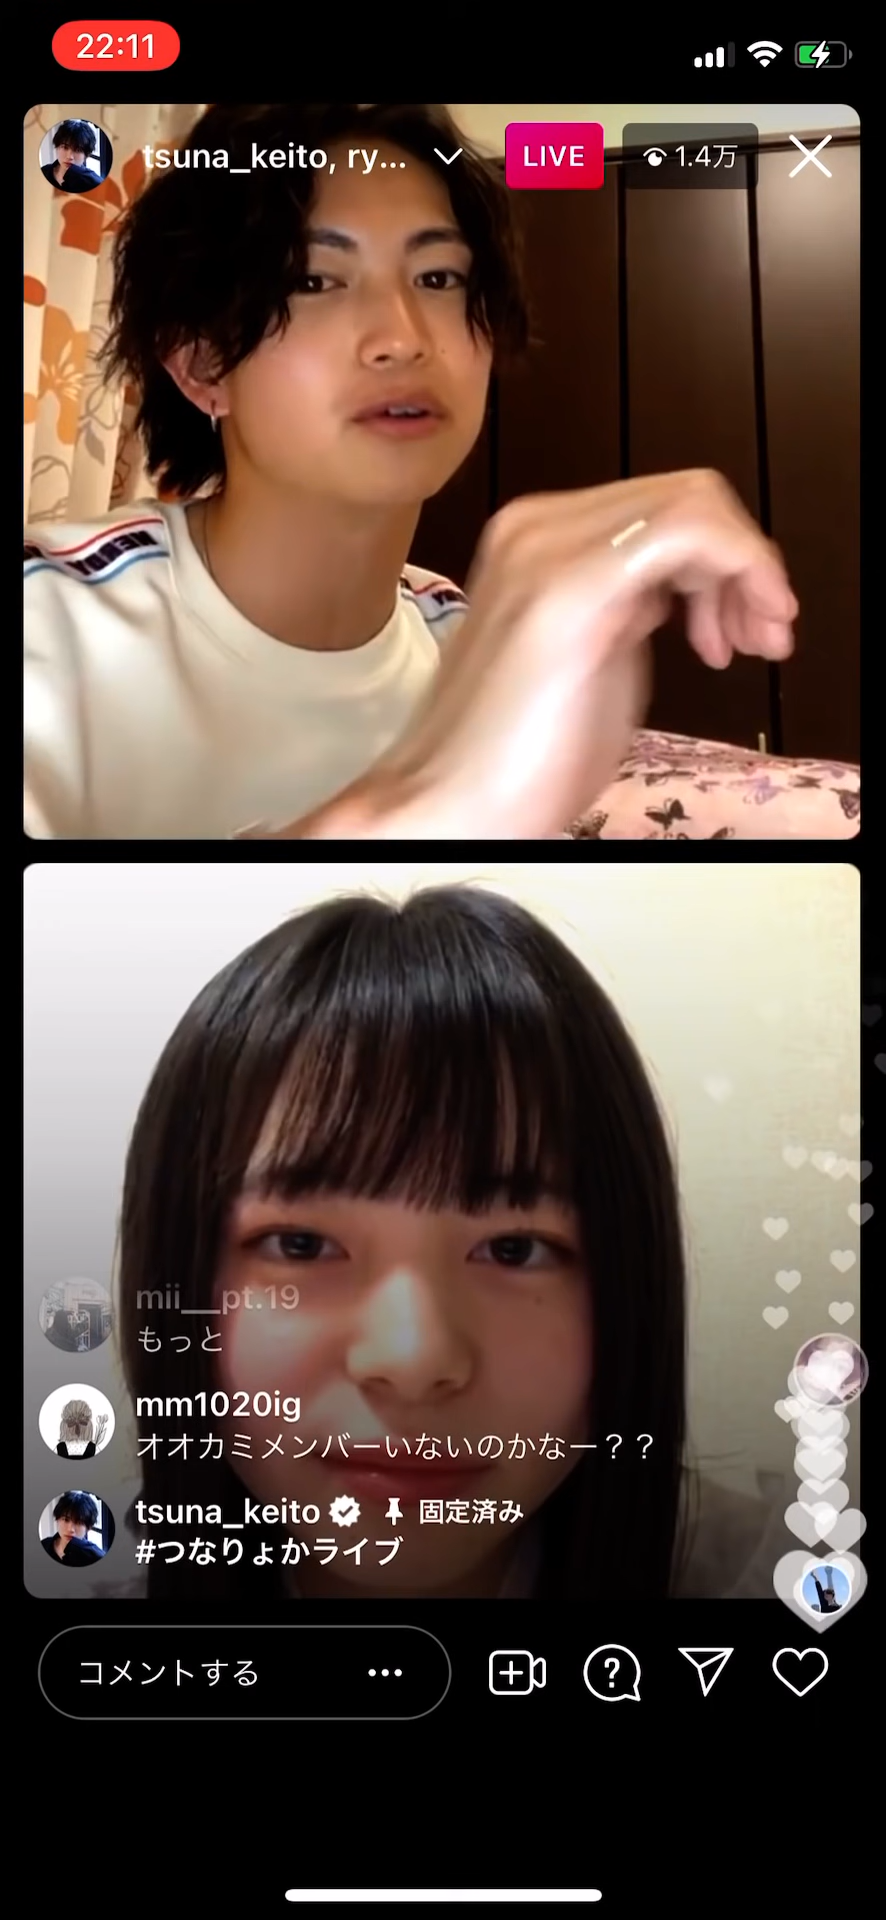 22:11
tsuna_keito, ry...
LIVE
1.4万
mii__pt.19
もっと
mm1020ig
オオカミメンバーいないのかなー？？
tsuna_keito 固定済み
#つなりょかライブ
コメントする